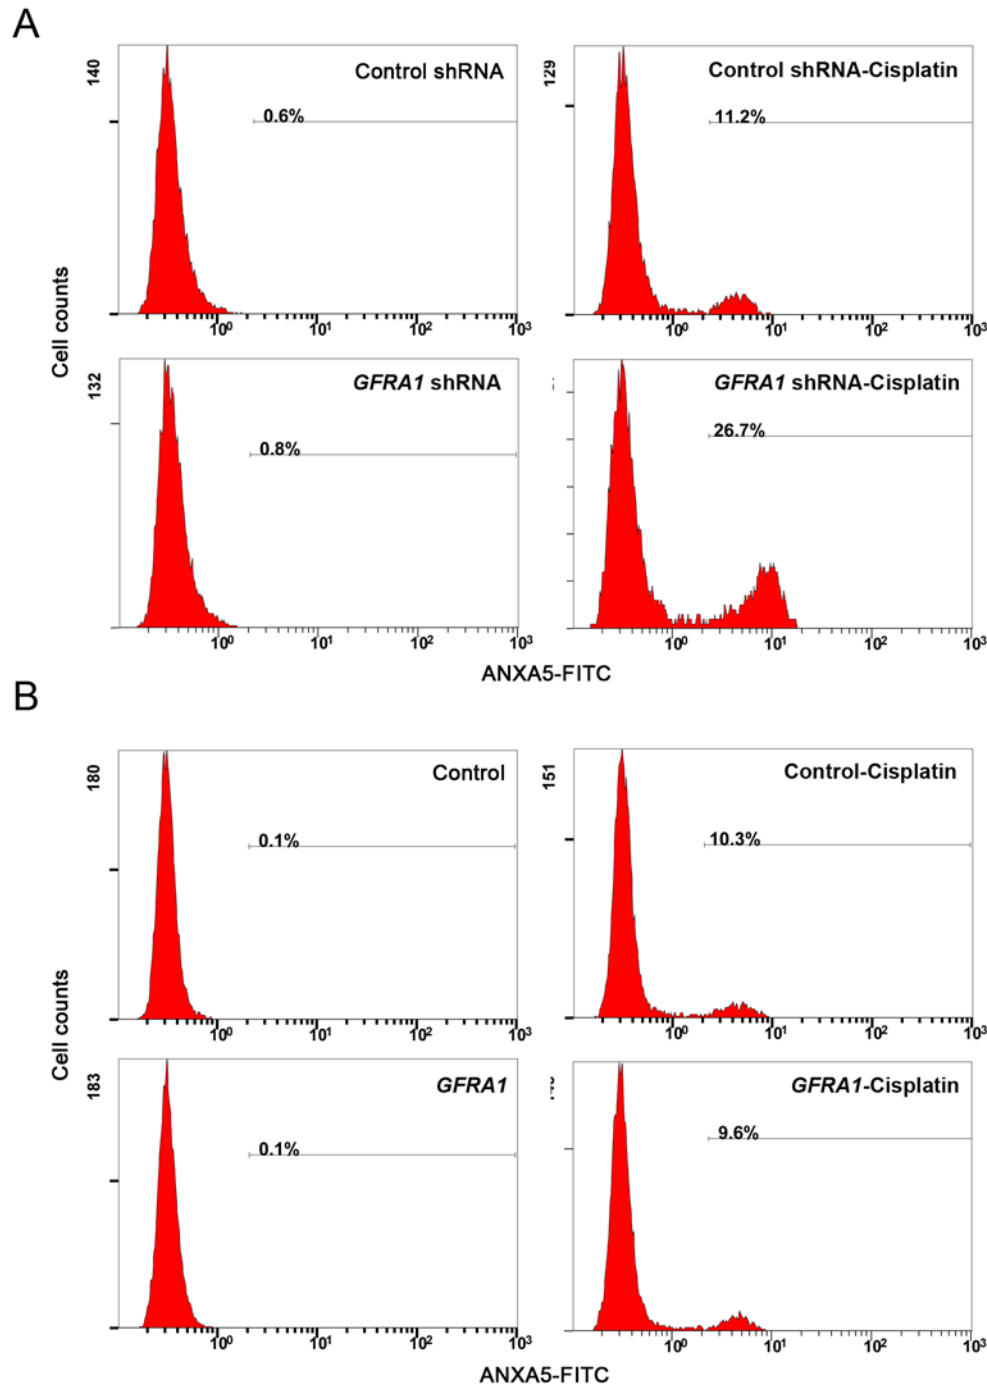 A
140
Control shRNA
0.6%
10⁰ 10¹ 10² 10³
129
Control shRNA-Cisplatin
11.2%
10⁰ 10¹ 10² 10³
Cell counts
132
GFRA1 shRNA
0.8%
10⁰ 10¹ 10² 10³
GFRA1 shRNA-Cisplatin
26.7%
10⁰ 10¹ 10² 10³
ANXA5-FITC
B
180
Control
0.1%
10⁰ 10¹ 10² 10³
151
Control-Cisplatin
10.3%
10⁰ 10¹ 10² 10³
Cell counts
183
GFRA1
0.1%
10⁰ 10¹ 10² 10³
GFRA1-Cisplatin
9.6%
10⁰ 10¹ 10² 10³
ANXA5-FITC